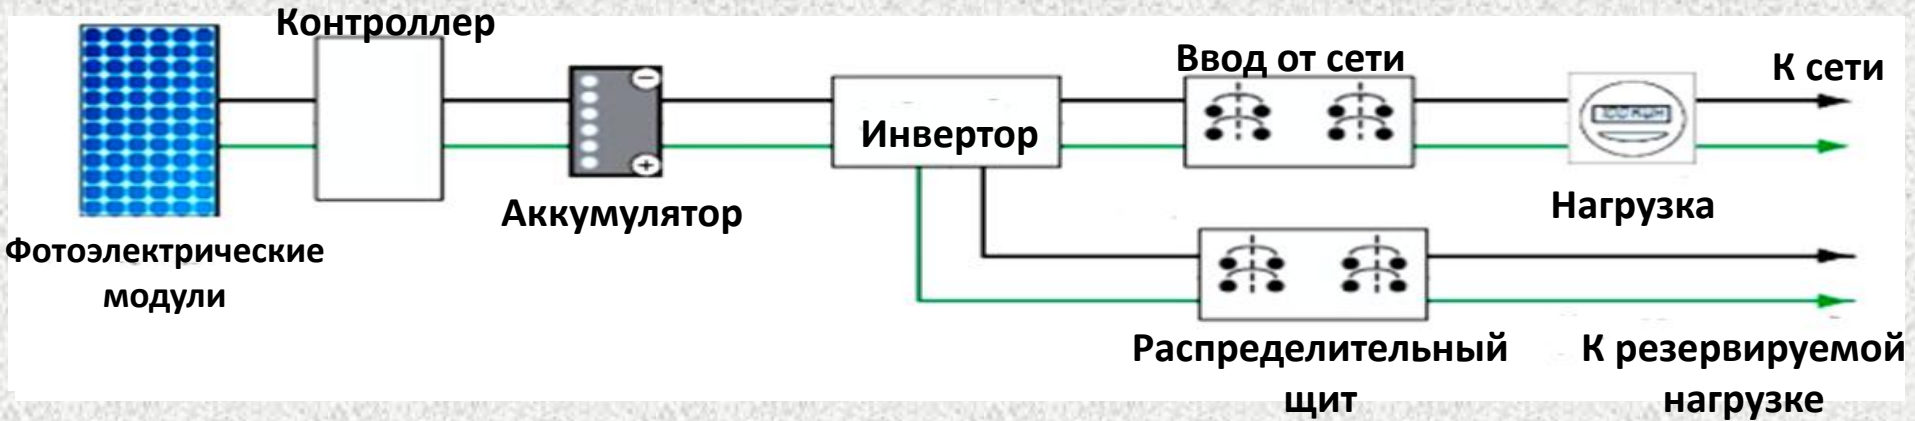 Контроллер
Ввод от сети
К сети
Инвертор
Аккумулятор
Нагрузка
Фотоэлектрические
модули
Распределительный
щит
К резервируемой
нагрузке